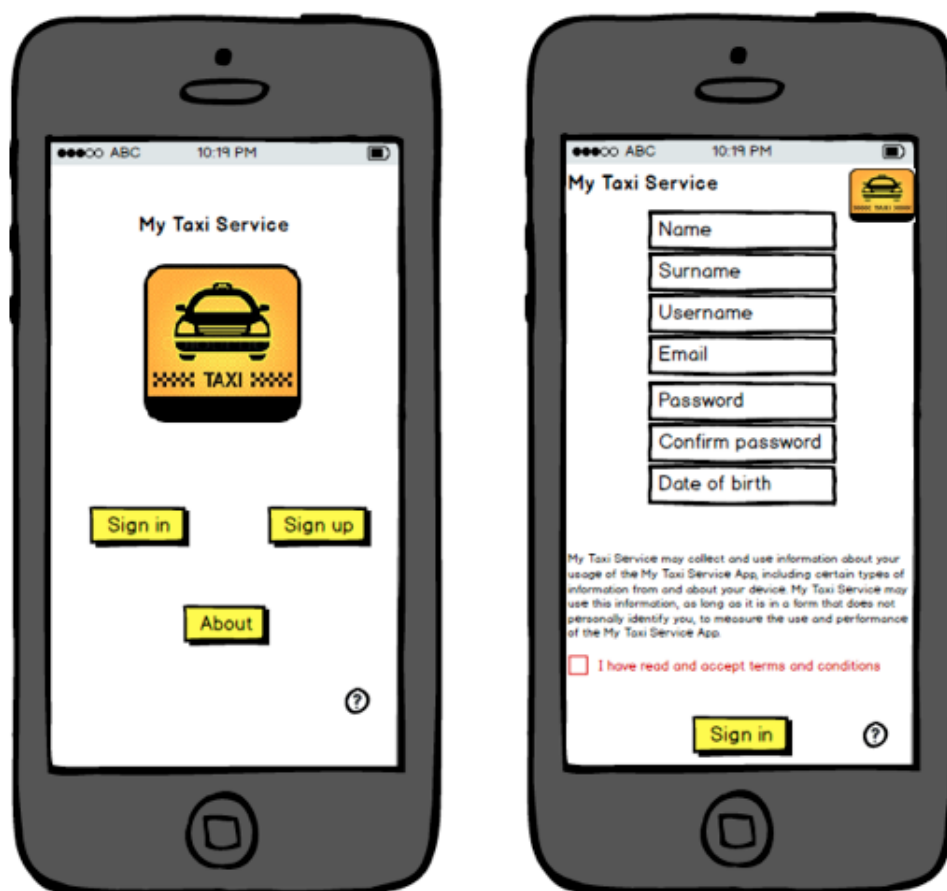 ABC 10:19 PM
My Taxi Service
TAXI
Sign in
Sign up
About
?
ABC 10:19 PM
My Taxi Service
TAXI
Name
Surname
Username
Email
Password
Confirm password
Date of birth
My Taxi Service may collect and use information about your
usage of the My Taxi Service App, including certain types of
information from and about your device. My Taxi Service may
use this information, as long as it is in a form that does not
personally identify you, to measure the use and performance
of the My Taxi Service App.
I have read and accept terms and conditions
Sign in
?